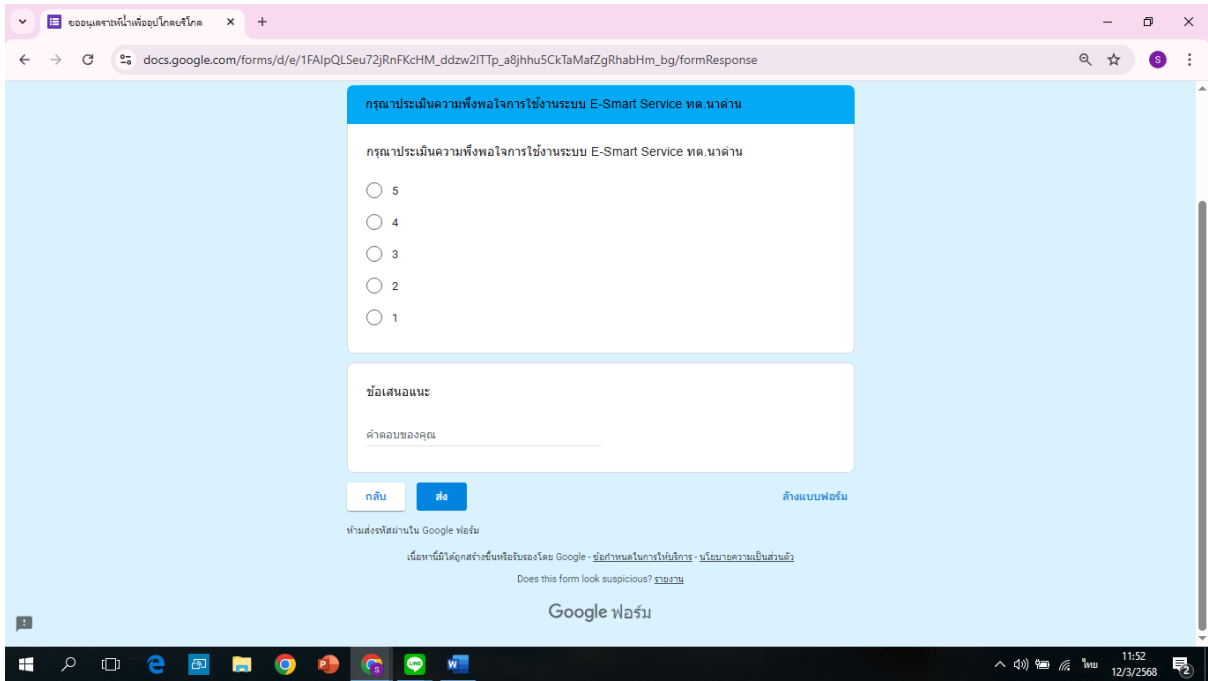 ขออนุเคราะห์น้ำเพื่ออุปโภคบริโภค
docs.google.com/forms/d/e/1FAIpQLSeu72jRnFKcHM_ddzw2ITTp_a8jhhu5CkTaMafZgRhabHm_bg/formResponse
S
กรุณาประเมินความพึงพอใจการใช้งานระบบ E-Smart Service ทต.นาด่าน
กรุณาประเมินความพึงพอใจการใช้งานระบบ E-Smart Service ทต.นาด่าน
5
4
3
2
1
ข้อเสนอแนะ
คำตอบของคุณ
กลับ
ส่ง
ล้างแบบฟอร์ม
ห้ามส่งรหัสผ่านใน Google ฟอร์ม
เนื้อหานี้มิได้ถูกสร้างขึ้นหรือรับรองโดย Google - ข้อกำหนดในการให้บริการ - นโยบายความเป็นส่วนตัว
Does this form look suspicious? รายงาน
Google ฟอร์ม
ไทย
11:52
12/3/2568
2